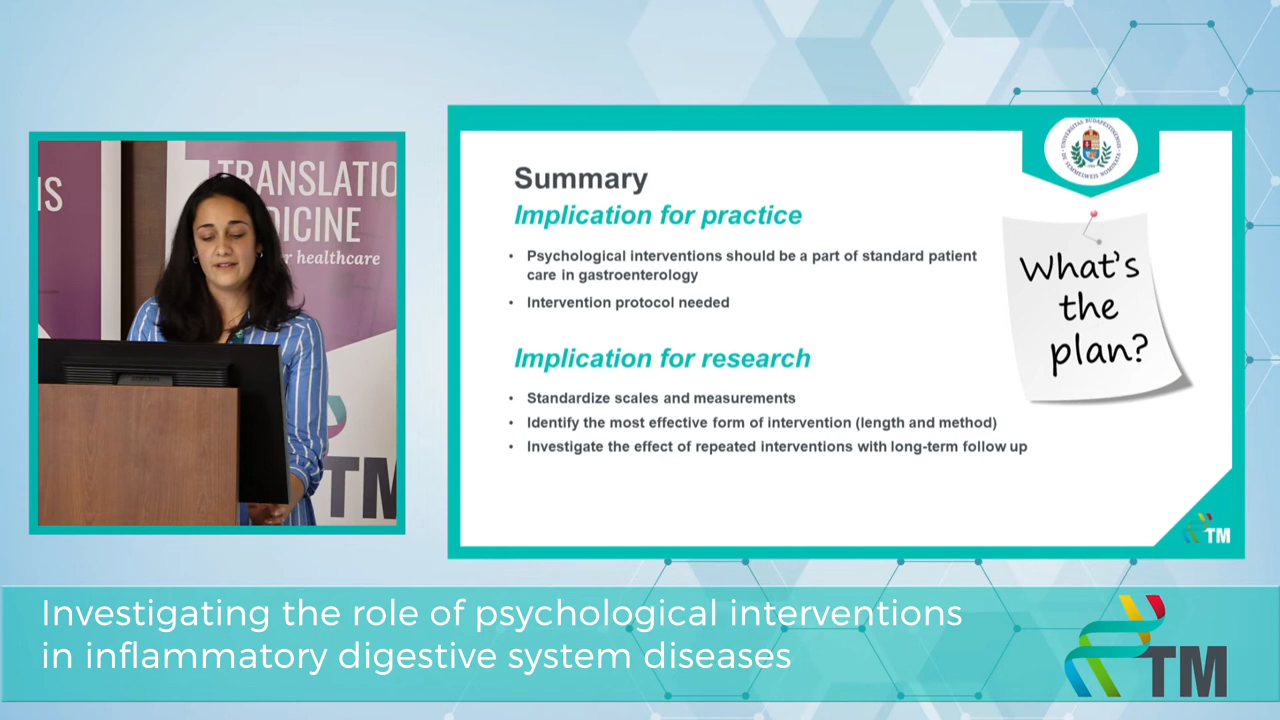 NS
TRANSLATIO
DICINE
r healthcare
TM
Summary
Implication for practice
• Psychological interventions should be a part of standard patient
care in gastroenterology
• Intervention protocol needed
Implication for research
• Standardize scales and measurements
• Identify the most effective form of intervention (length and method)
• Investigate the effect of repeated interventions with long-term follow up
What's
the
plan?
TM
Investigating the role of psychological interventions
in inflammatory digestive system diseases
TM